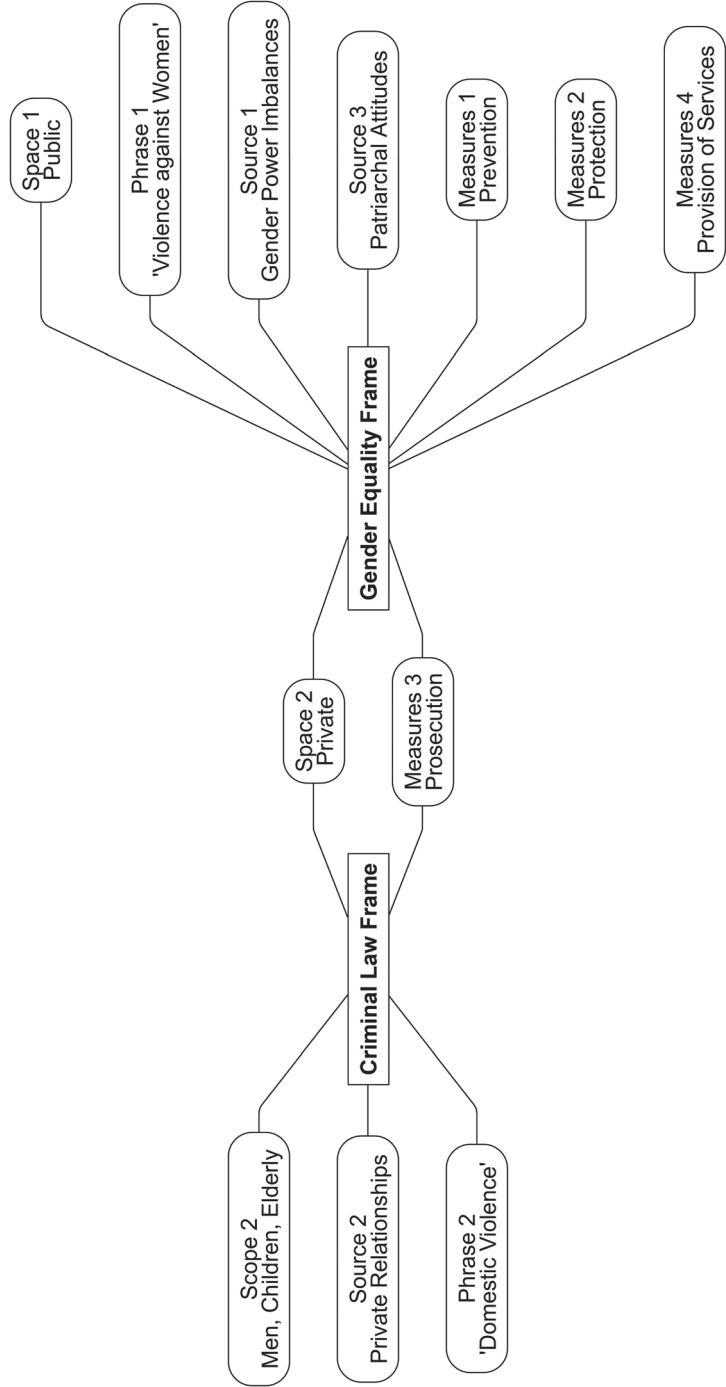 Scope 2
Men, Children, Elderly
Source 2
Private Relationships
Phrase 2
'Domestic Violence'
Criminal Law Frame
Space 2
Private
Measures 3
Prosecution
Gender Equality Frame
Space 1
Public
Phrase 1
'Violence against Women'
Source 1
Gender Power Imbalances
Source 3
Patriarchal Attitudes
Measures 1
Prevention
Measures 2
Protection
Measures 4
Provision of Services